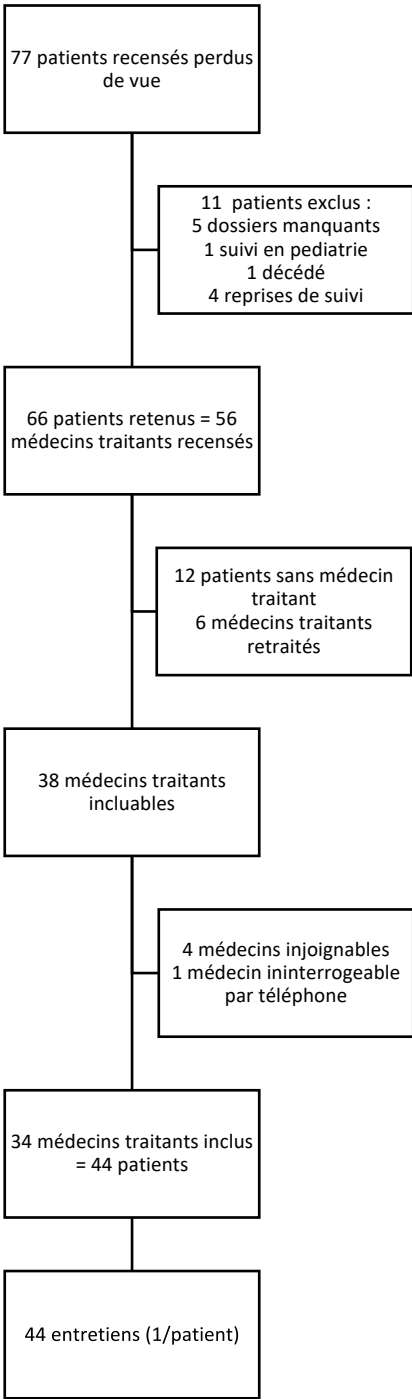 77 patients recensés perdus
de vue
11 patients exclus :
5 dossiers manquants
1 suivi en pediatrie
1 décédé
4 reprises de suivi
66 patients retenus = 56
médecins traitants recensés
12 patients sans médecin
traitant
6 médecins traitants
retraités
38 médecins traitants
incluables
4 médecins injoignables
1 médecin ininterrogeable
par téléphone
34 médecins traitants inclus
= 44 patients
44 entretiens (1/patient)